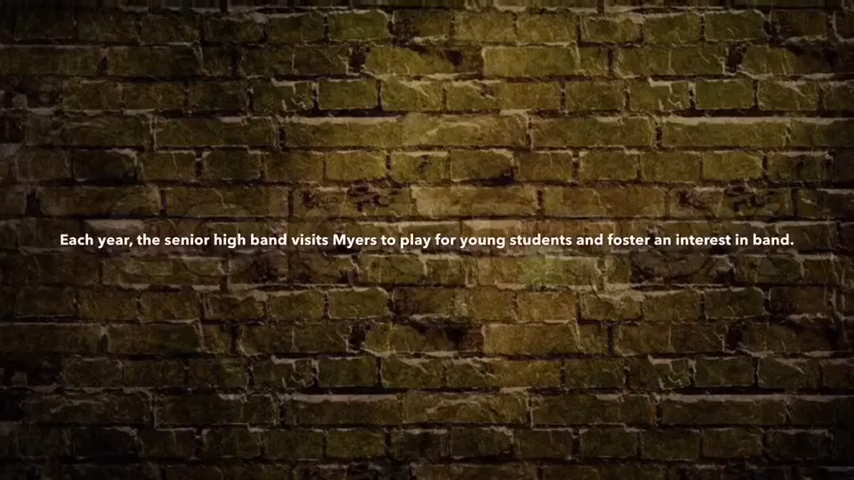 Each year, the senior high band visits Myers to play for young students and foster an interest in band.